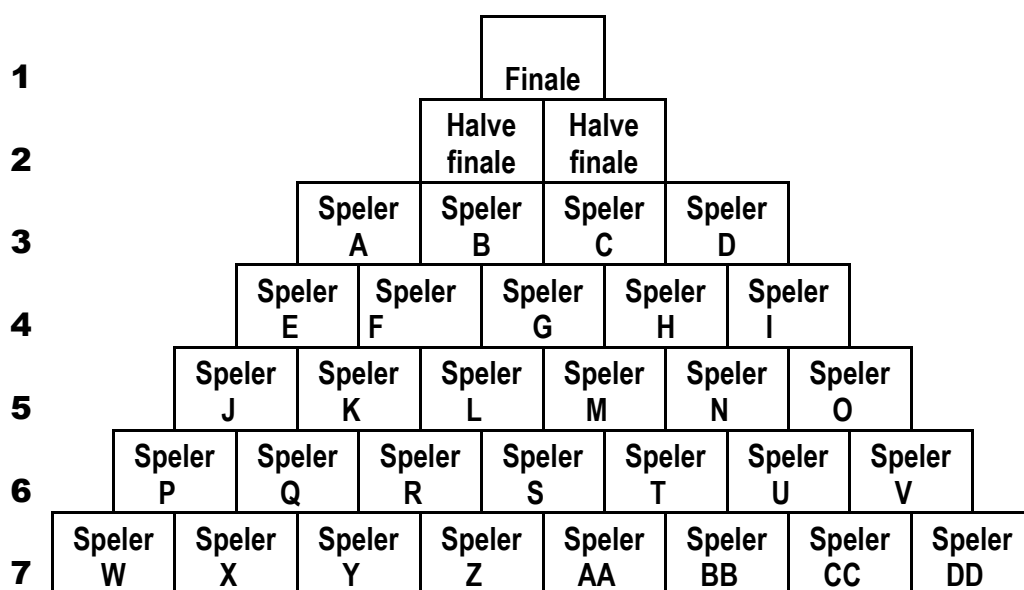 1 Finale
Halve Halve
2 finale finale
Speler Speler Speler Speler
3 A B C D
Speler Speler Speler Speler Speler
4 E F G H I
Speler Speler Speler Speler Speler Speler
5 J K L M N O
Speler Speler Speler Speler Speler Speler Speler
6 P Q R S T U V
Speler Speler Speler Speler Speler Speler Speler Speler
7 W X Y Z AA BB CC DD